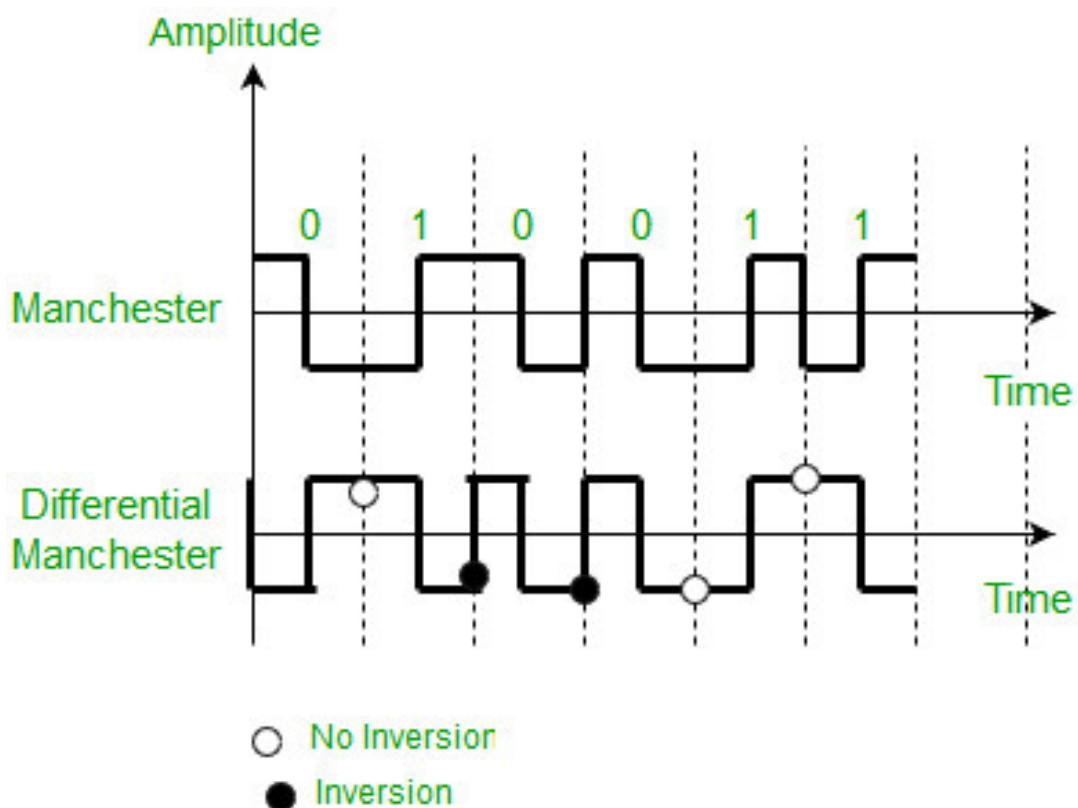 Amplitude
0 1 0 0 1 1
Manchester
Time
Differential
Manchester
Time
No Inversion
Inversion